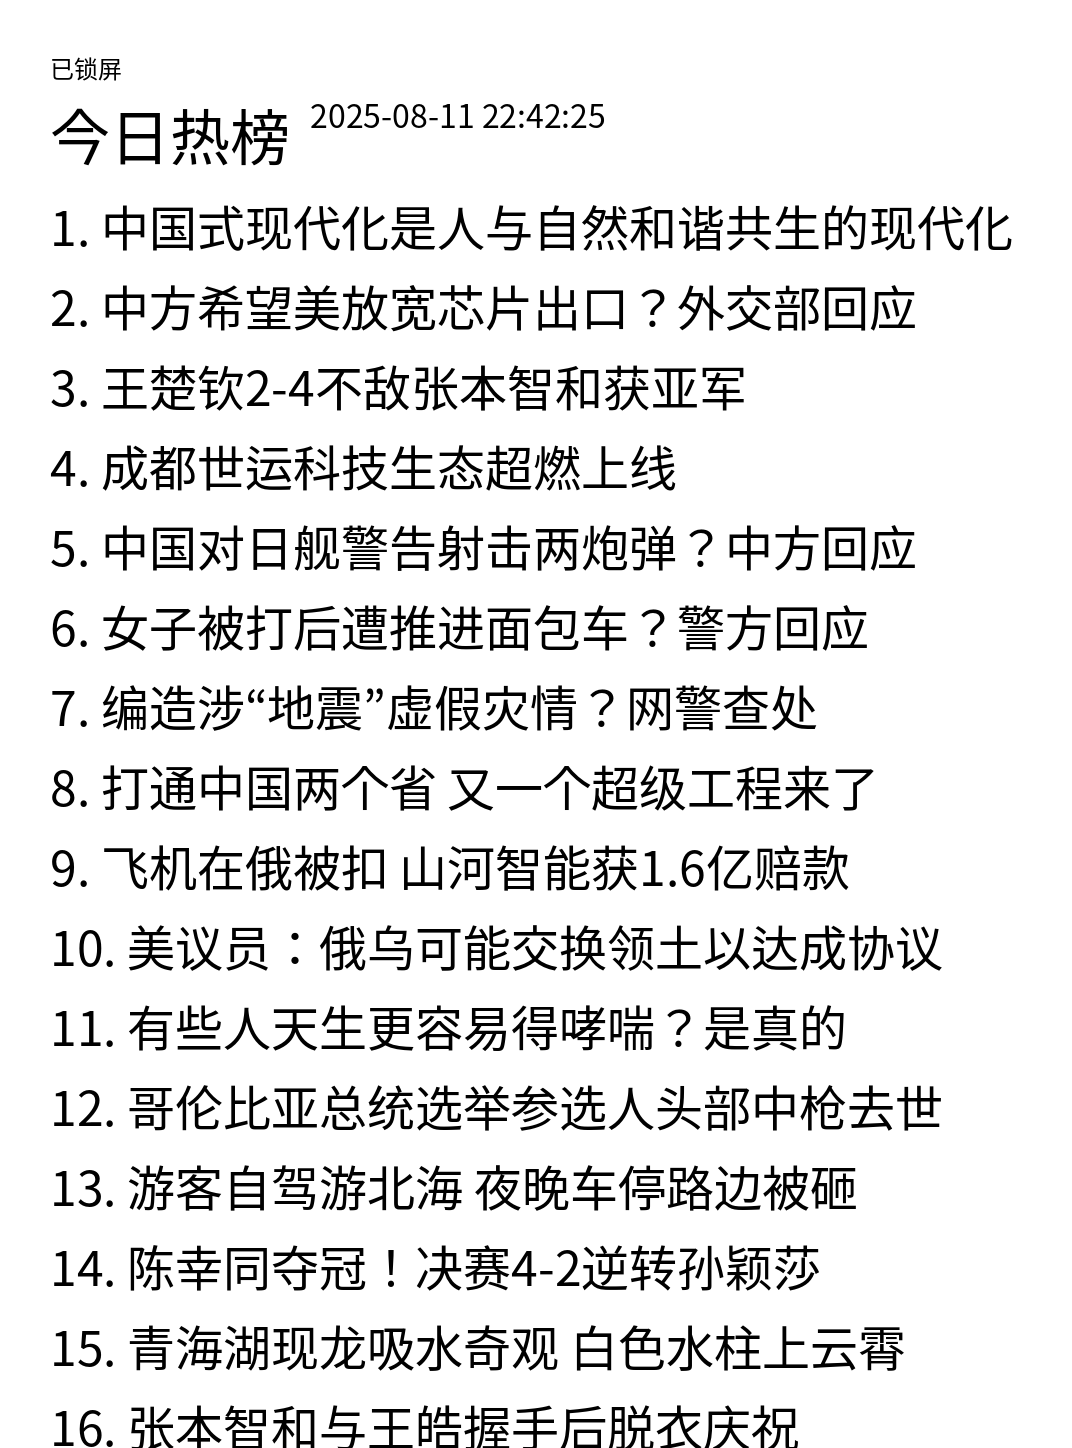 已锁屏
今日热榜 2025-08-11 22:42:25
1. 中国式现代化是人与自然和谐共生的现代化
2. 中方希望美放宽芯片出口？外交部回应
3. 王楚钦2-4不敌张本智和获亚军
4. 成都世运科技生态超燃上线
5. 中国对日舰警告射击两炮弹？中方回应
6. 女子被打后遭推进面包车？警方回应
7. 编造涉“地震”虚假灾情？网警查处
8. 打通中国两个省 又一个超级工程来了
9. 飞机在俄被扣 山河智能获1.6亿赔款
10. 美议员：俄乌可能交换领土以达成协议
11. 有些人天生更容易得哮喘？是真的
12. 哥伦比亚总统选举参选人头部中枪去世
13. 游客自驾游北海 夜晚车停路边被砸
14. 陈幸同夺冠！决赛4-2逆转孙颖莎
15. 青海湖现龙吸水奇观 白色水柱上云霄
16. 张本智和与王皓握手后脱衣庆祝